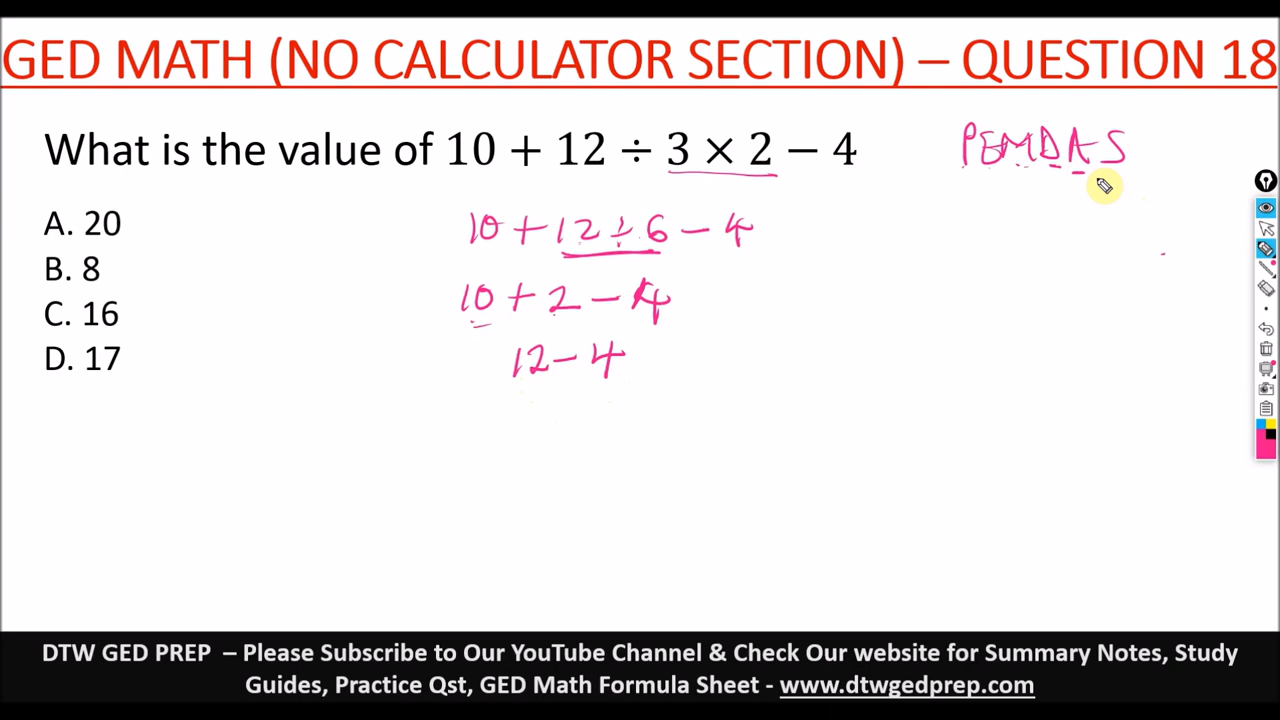 GED MATH (NO CALCULATOR SECTION) – QUESTION 18
What is the value of 10 + 12 ÷ 3 × 2 − 4
PEMDAS
A. 20
B. 8
C. 16
D. 17
10 + 12 ÷ 6 − 4
10 + 2 − 4
12 − 4
DTW GED PREP – Please Subscribe to Our YouTube Channel & Check Our website for Summary Notes, Study
Guides, Practice Qst, GED Math Formula Sheet - www.dtwgedprep.com